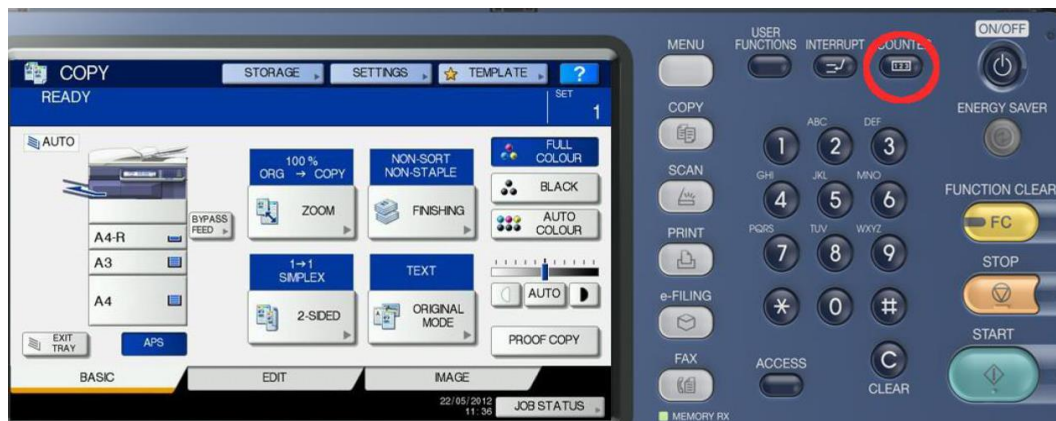 COPY
STORAGE
SETTINGS
TEMPLATE
?
READY
SET
1
AUTO
BYPASS
FEED
A4-R
A3
A4
EXIT
TRAY
APS
100 %
ORG → COPY
ZOOM
NON-SORT
NON-STAPLE
FINISHING
1→1
SIMPLEX
2-SIDED
TEXT
ORIGINAL
MODE
FULL
COLOUR
BLACK
AUTO
COLOUR
AUTO
PROOF COPY
BASIC
EDIT
IMAGE
22/05/2012
11:36
JOB STATUS
MENU
USER
FUNCTIONS
INTERRUPT
COUNTER
123
ON/OFF
COPY
ENERGY SAVER
SCAN
PRINT
e-FILING
FAX
MEMORY RX
1
ABC
2
DEF
3
GHI
4
JKL
5
MNO
6
PQRS
7
TUV
8
WXYZ
9
*
0
#
ACCESS
C
CLEAR
FUNCTION CLEAR
FC
STOP
START